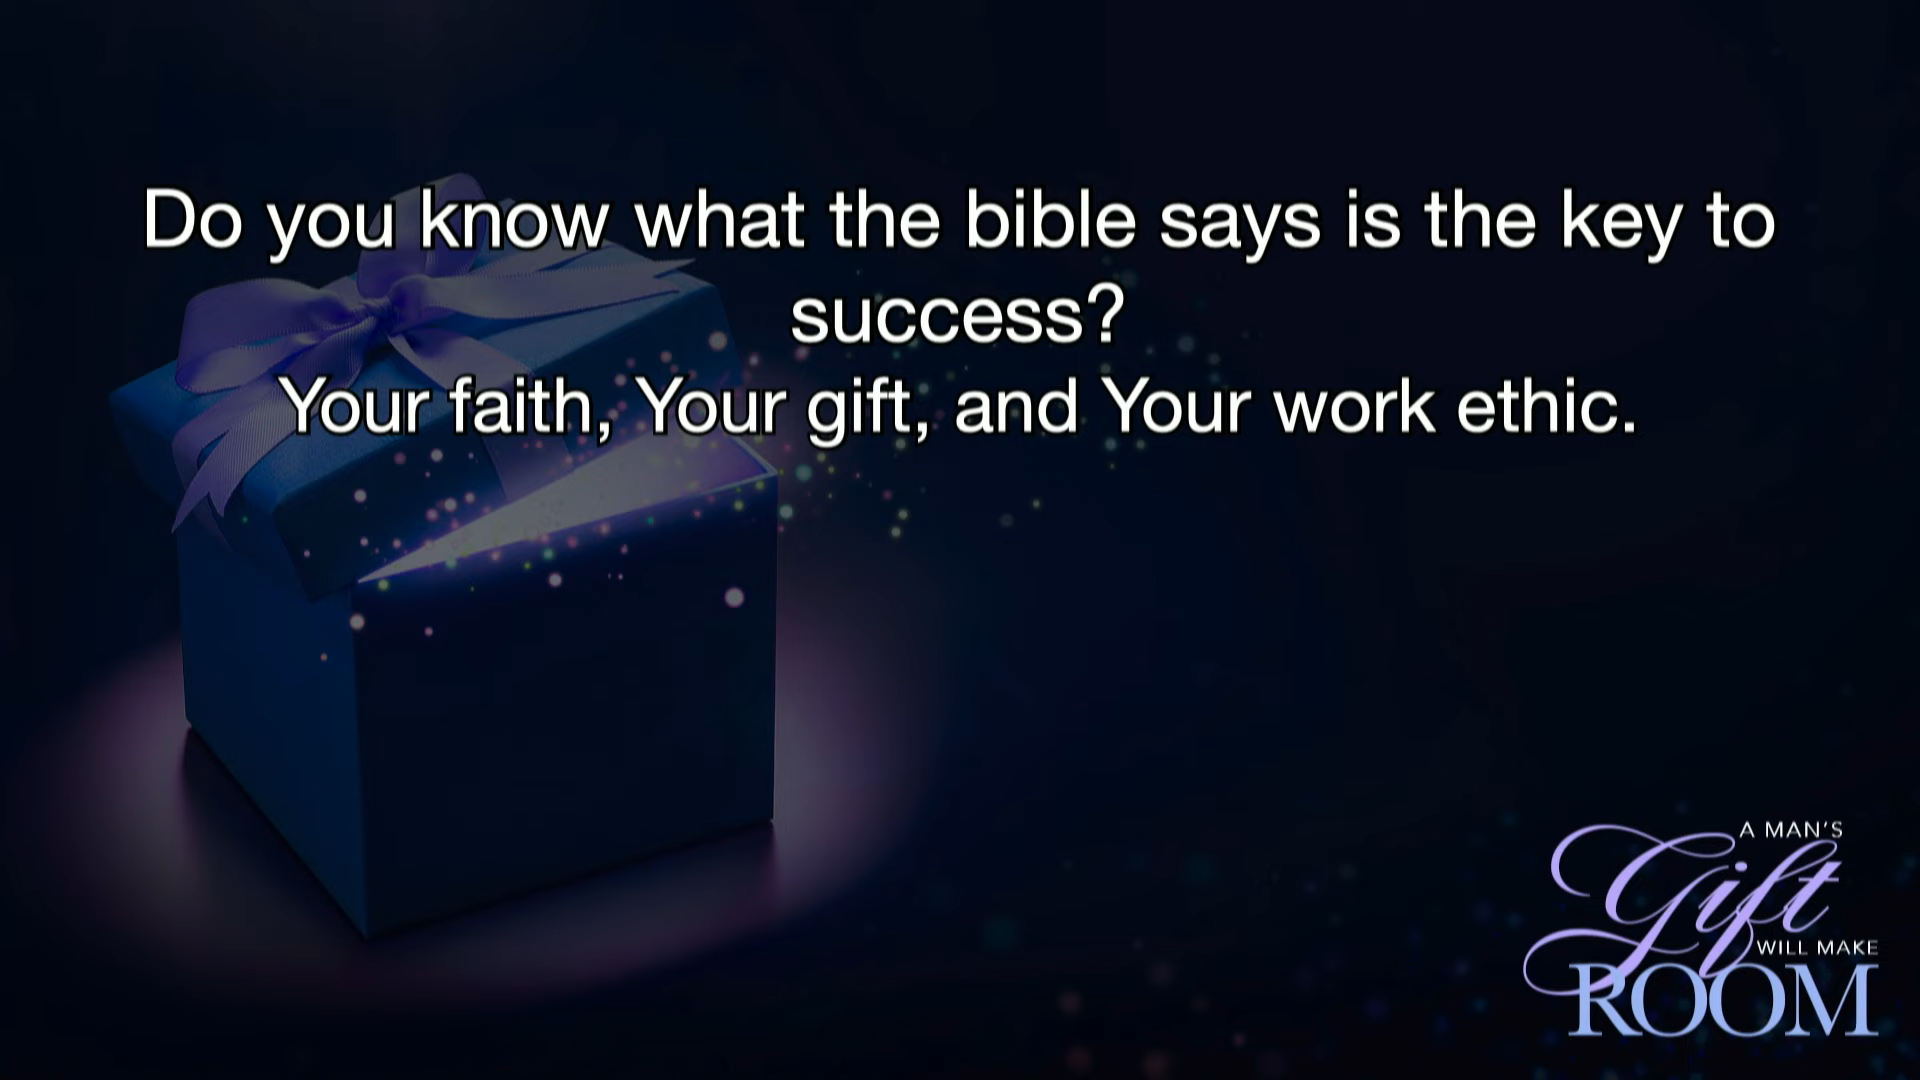 Do you know what the bible says is the key to
success?
Your faith, Your gift, and Your work ethic.
A MAN'S
Gift
WILL MAKE
ROOM